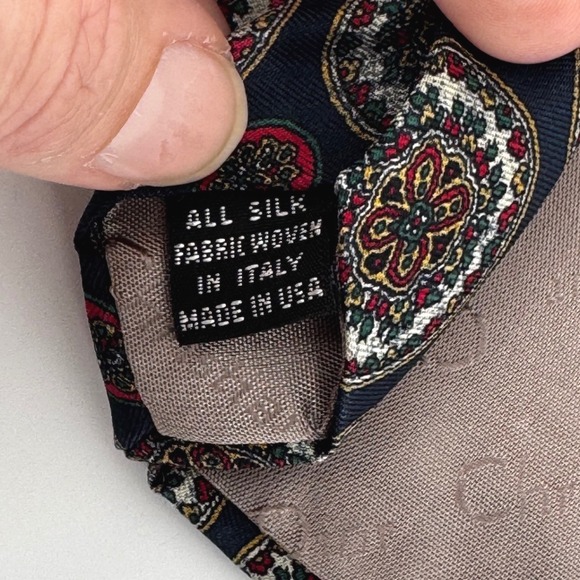 ALL SILK
FABRIC WOVEN
IN ITALY
MADE IN USA